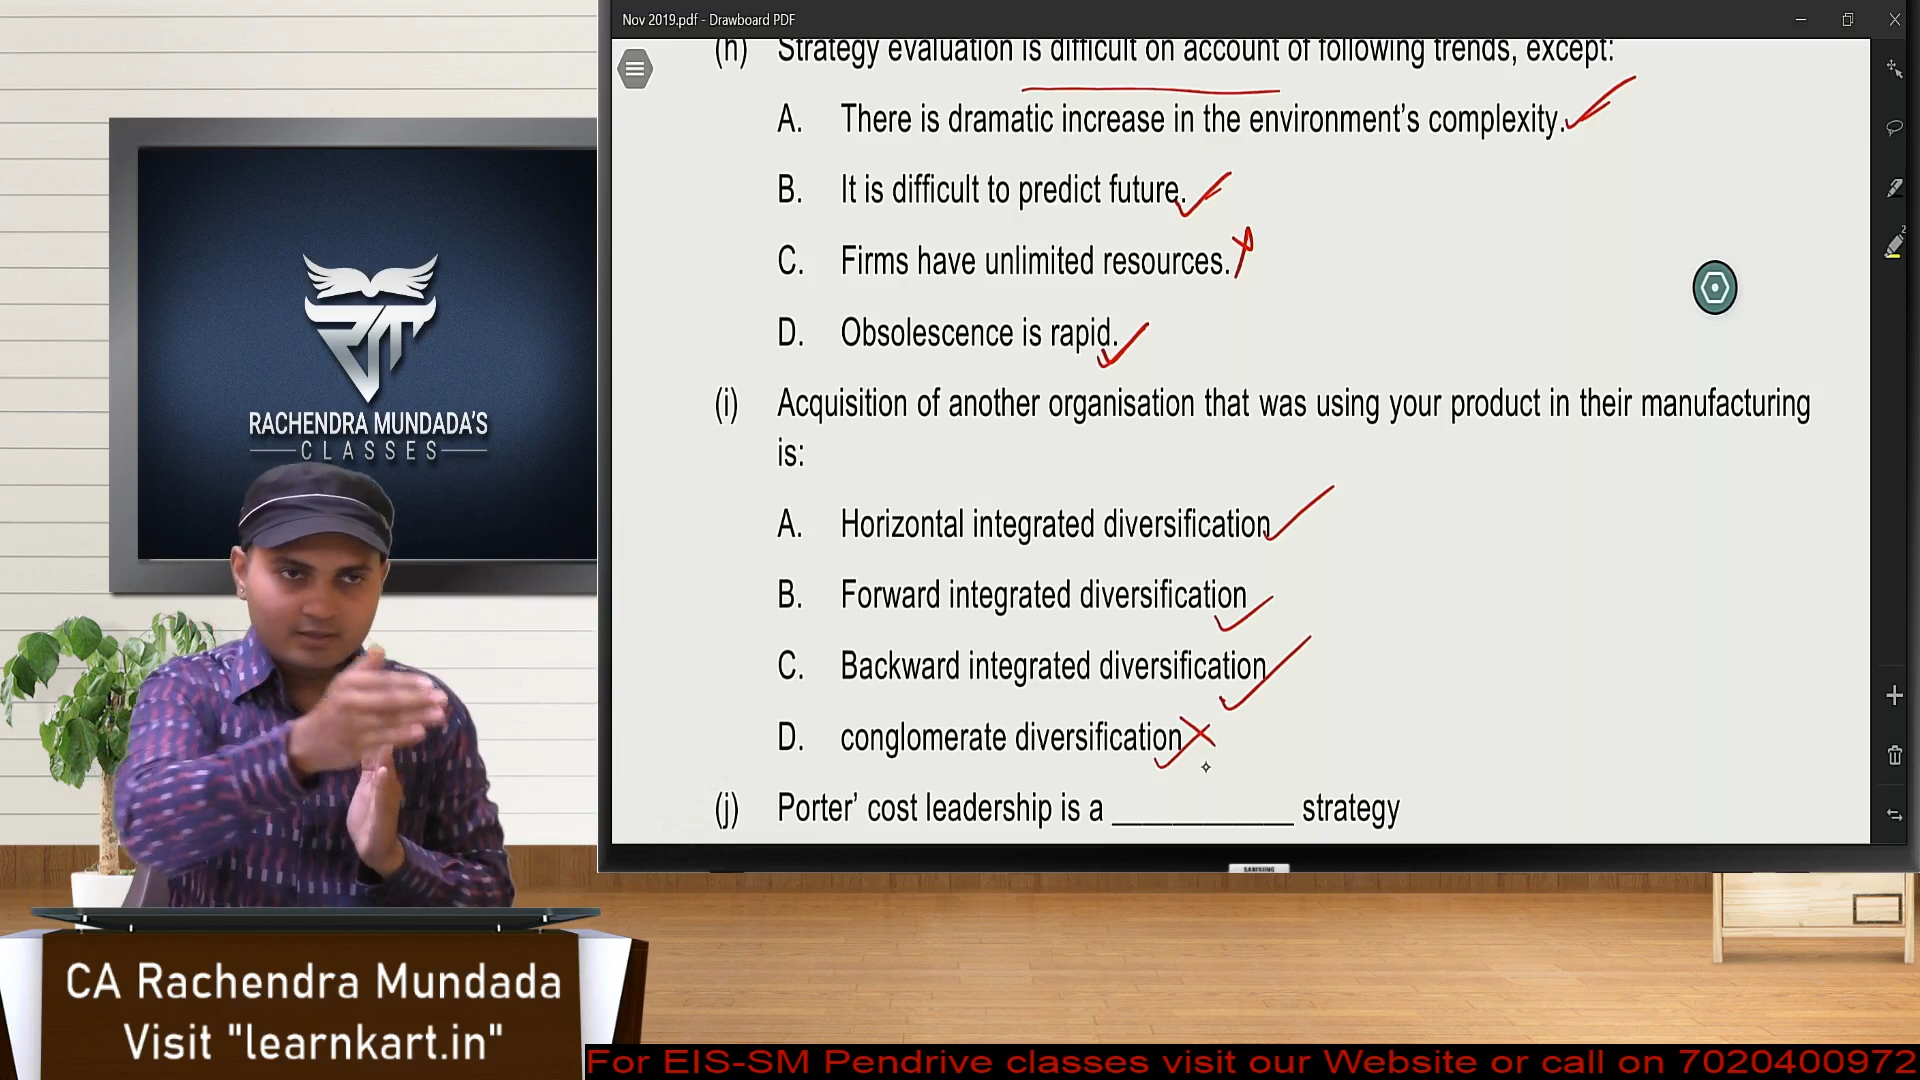 Nov 2019.pdf - Drawboard PDF
(h) Strategy evaluation is difficult on account of following trends, except:
A. There is dramatic increase in the environment's complexity.
B. It is difficult to predict future.
C. Firms have unlimited resources.
D. Obsolescence is rapid.
(i) Acquisition of another organisation that was using your product in their manufacturing
is:
A. Horizontal integrated diversification
B. Forward integrated diversification
C. Backward integrated diversification
D. conglomerate diversification
(j) Porter' cost leadership is a ____________ strategy
2
SAMSUNG
RACHENDRA MUNDADA'S
CLASSES
CA Rachendra Mundada
Visit "learnkart.in"
For EIS-SM Pendrive classes visit our Website or call on 7020400972